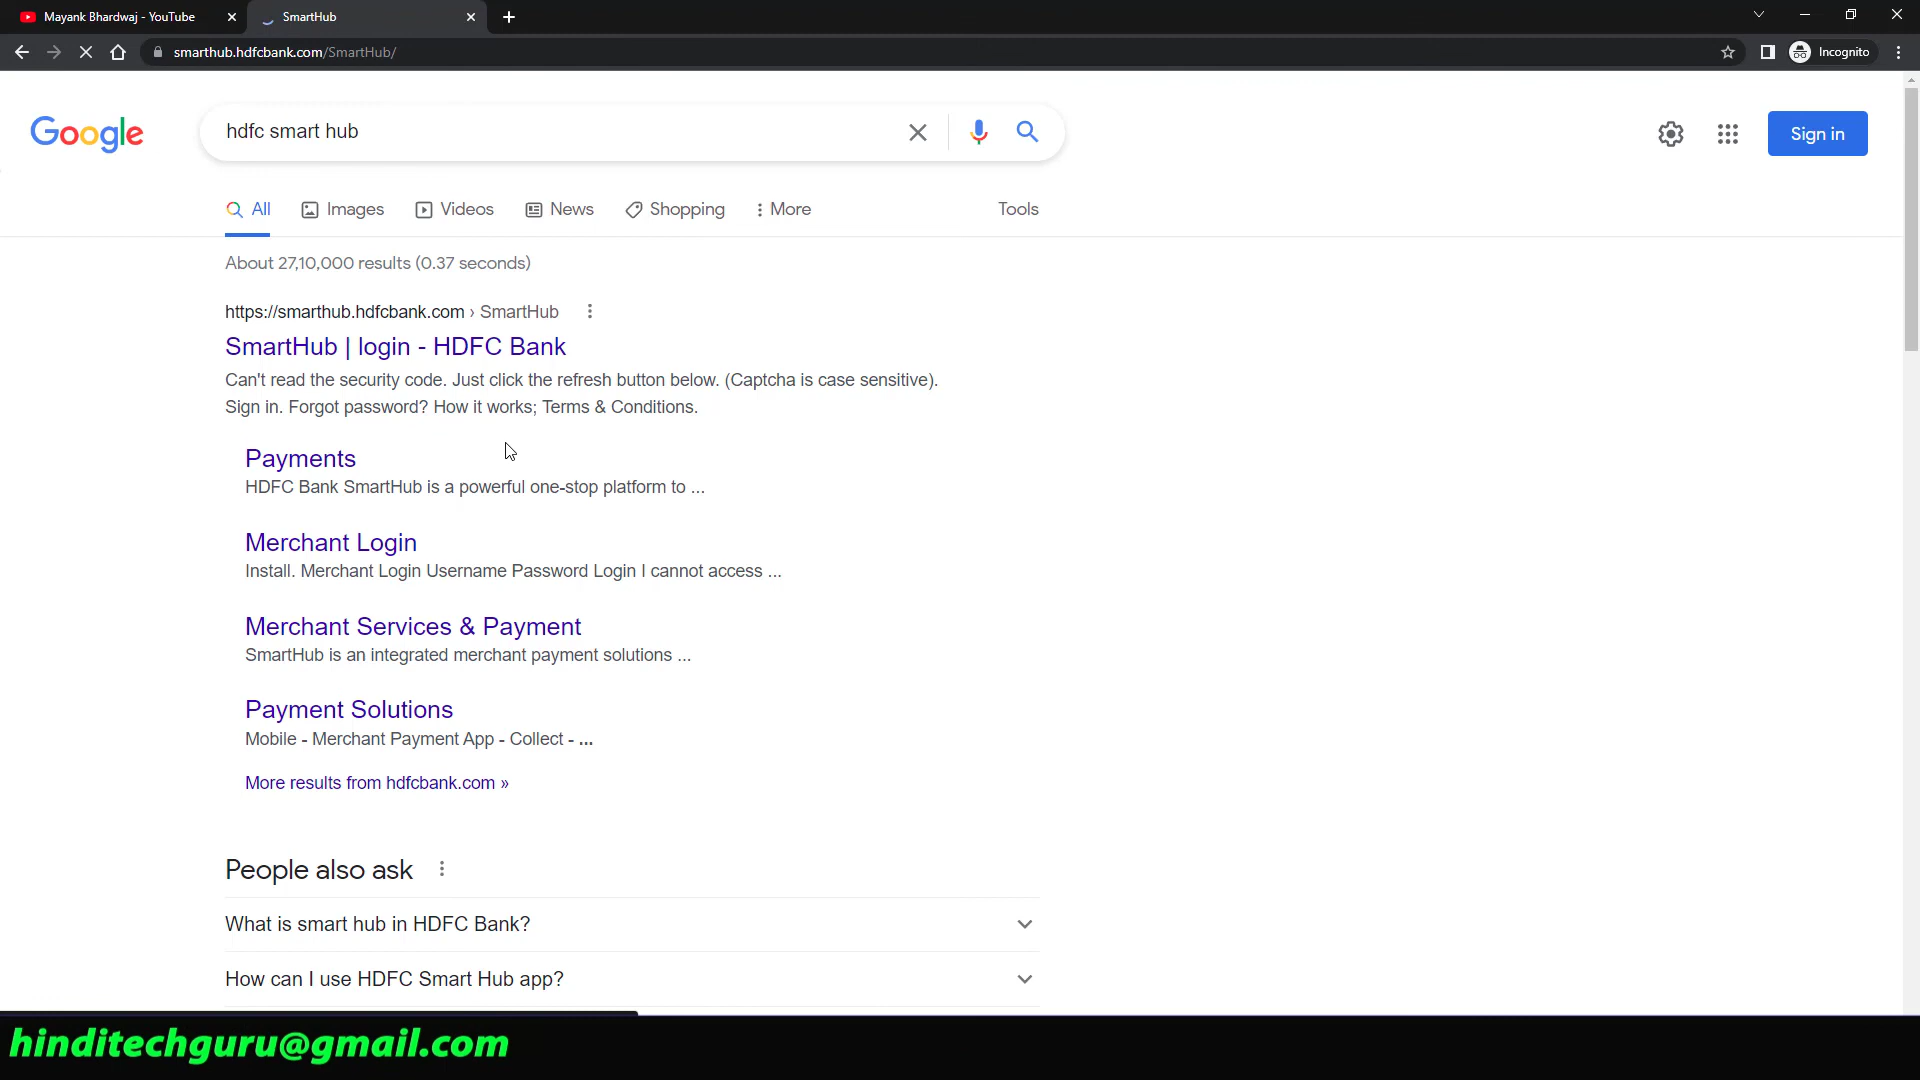 Mayank Bhardwaj - YouTube
SmartHub
smarthub.hdfcbank.com/SmartHub/
Incognito
Google
hdfc smart hub
Sign in
All
Images
Videos
News
Shopping
More
Tools
About 27,10,000 results (0.37 seconds)
https://smarthub.hdfcbank.com › SmartHub
SmartHub | login - HDFC Bank
Can't read the security code. Just click the refresh button below. (Captcha is case sensitive).
Sign in. Forgot password? How it works; Terms & Conditions.
Payments
HDFC Bank SmartHub is a powerful one-stop platform to ...
Merchant Login
Install. Merchant Login Username Password Login I cannot access ...
Merchant Services & Payment
SmartHub is an integrated merchant payment solutions ...
Payment Solutions
Mobile - Merchant Payment App - Collect - ...
More results from hdfcbank.com »
People also ask
What is smart hub in HDFC Bank?
How can I use HDFC Smart Hub app?
hinditechguru@gmail.com